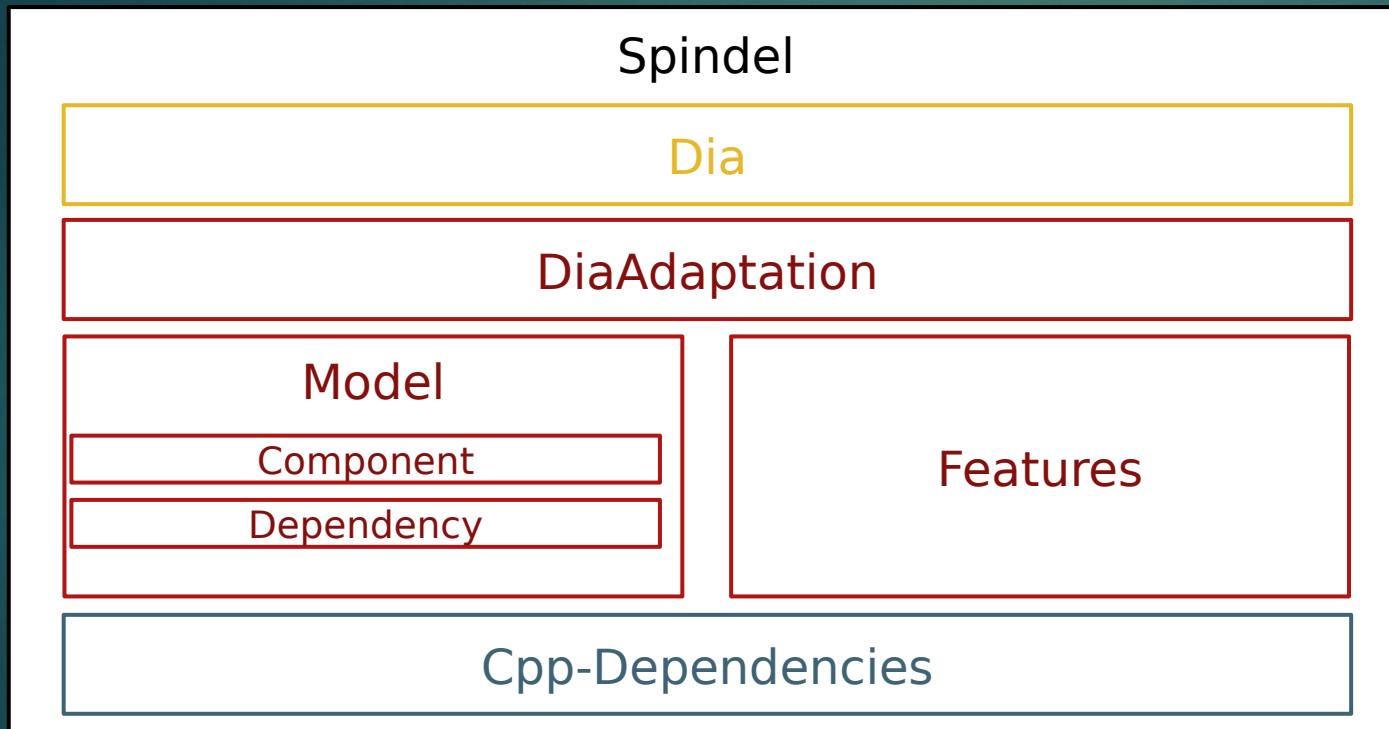 Spindel
Dia
DiaAdaptation
Model
Component
Dependency
Features
Cpp-Dependencies